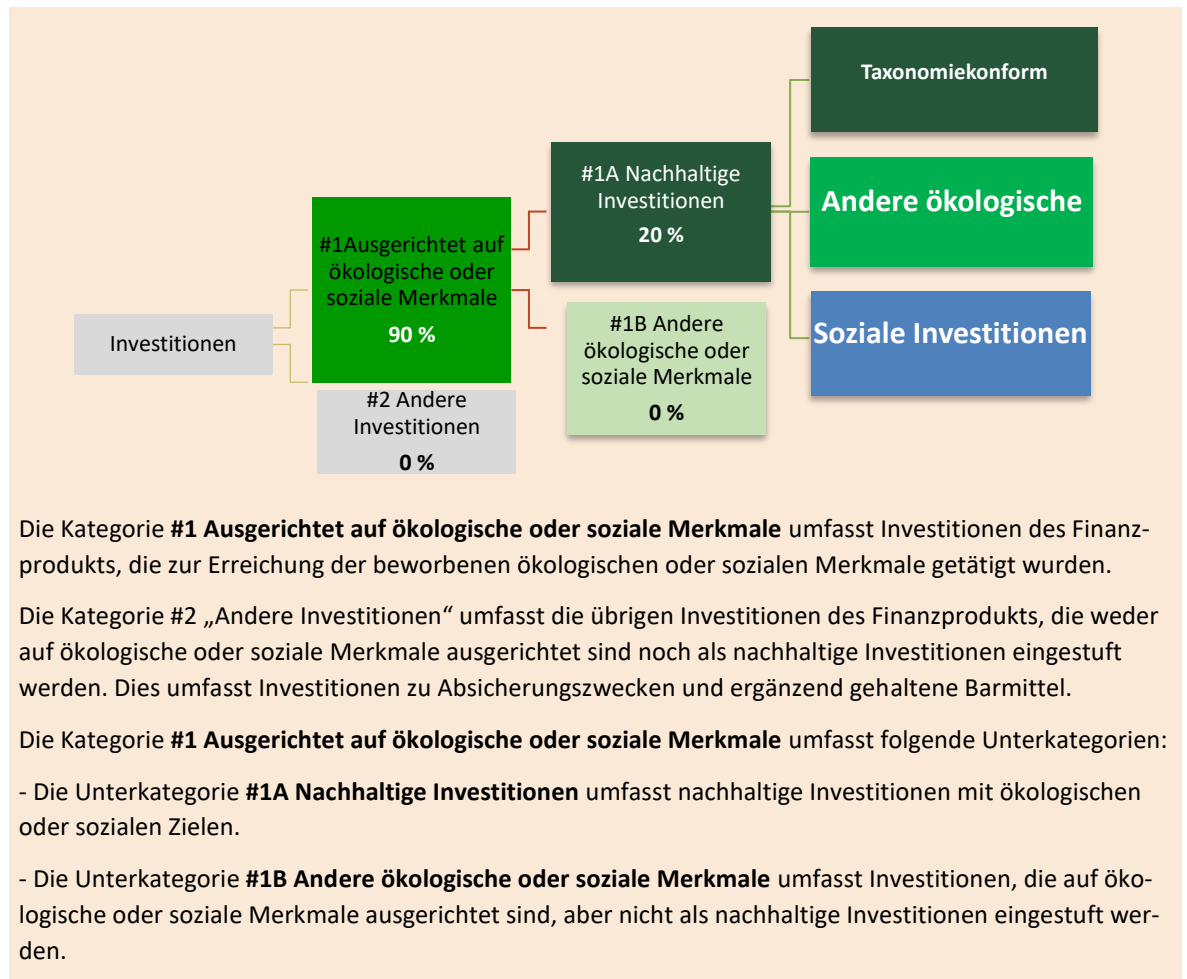 Taxonomiekonform
#1A Nachhaltige
Investitionen
20 %
Andere ökologische
#1Ausgerichtet auf
ökologische oder
soziale Merkmale
90 %
Soziale Investitionen
#1B Andere
ökologische oder
soziale Merkmale
0 %
Investitionen
#2 Andere
Investitionen
0 %
Die Kategorie #1 Ausgerichtet auf ökologische oder soziale Merkmale umfasst Investitionen des Finanz-
produkts, die zur Erreichung der beworbenen ökologischen oder sozialen Merkmale getätigt wurden.
Die Kategorie #2 „Andere Investitionen“ umfasst die übrigen Investitionen des Finanzprodukts, die weder
auf ökologische oder soziale Merkmale ausgerichtet sind noch als nachhaltige Investitionen eingestuft
werden. Dies umfasst Investitionen zu Absicherungszwecken und ergänzend gehaltene Barmittel.
Die Kategorie #1 Ausgerichtet auf ökologische oder soziale Merkmale umfasst folgende Unterkategorien:
- Die Unterkategorie #1A Nachhaltige Investitionen umfasst nachhaltige Investitionen mit ökologischen
oder sozialen Zielen.
- Die Unterkategorie #1B Andere ökologische oder soziale Merkmale umfasst Investitionen, die auf öko-
logische oder soziale Merkmale ausgerichtet sind, aber nicht als nachhaltige Investitionen eingestuft wer-
den.